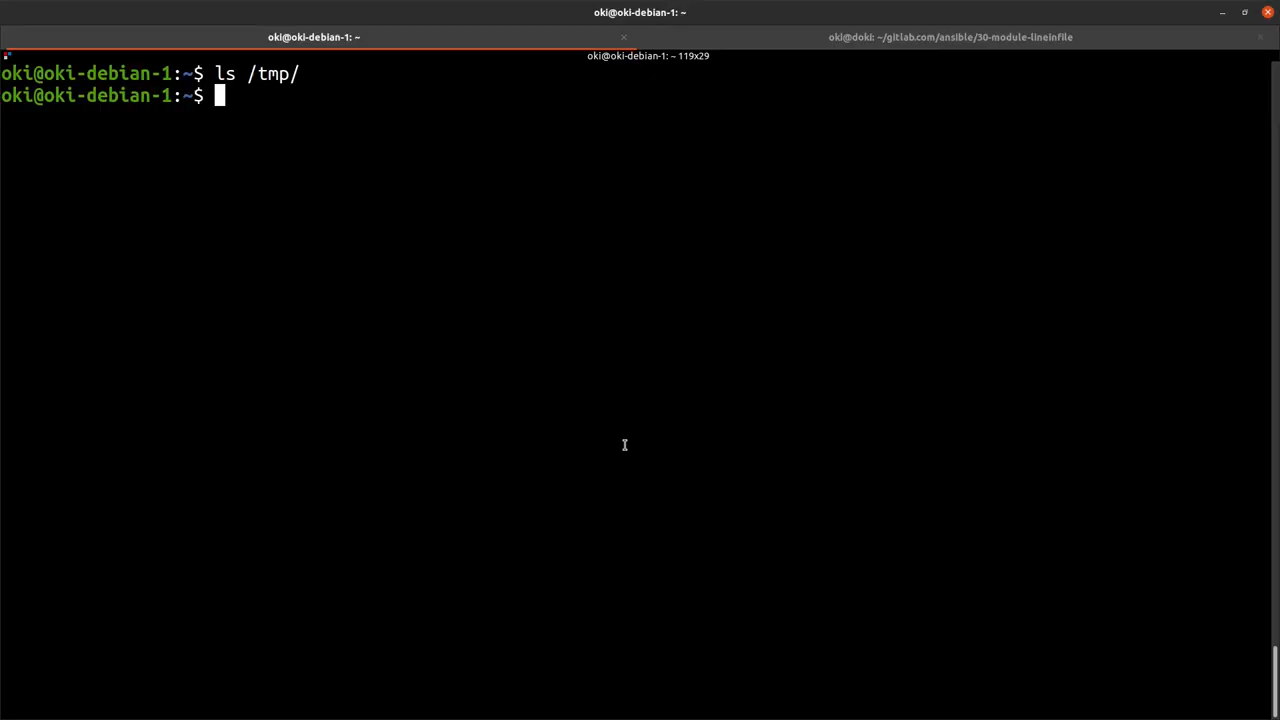 oki@oki-debian-1: ~
oki@oki-debian-1: ~
oki@doki: ~/gitlab.com/ansible/30-module-lineinfile
oki@oki-debian-1: ~ 119x29
oki@oki-debian-1:~$ ls /tmp/
oki@oki-debian-1:~$